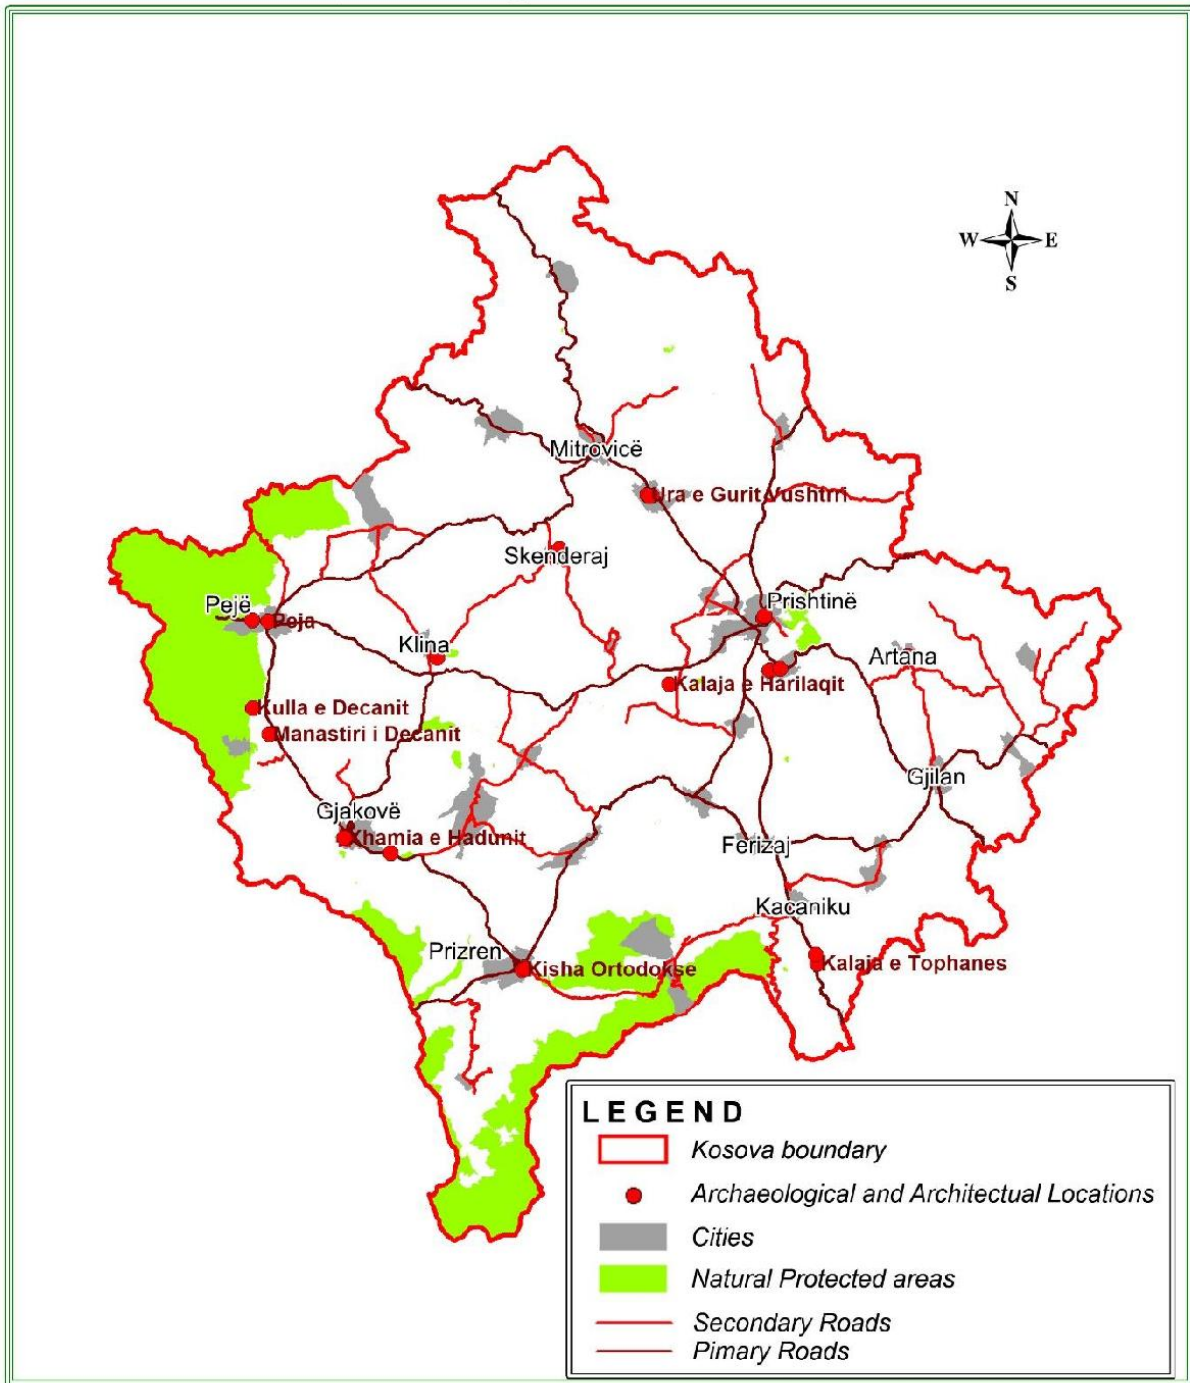 N
W E
S
Mitrovicë
Ura e Gurit Vushtrri
Skenderaj
Pejë
Prishtinë
Peja
Klina
Artana
Kalaja e Harilaqit
Kulla e Decanit
Manastiri i Decanit
Gjilan
Gjakovë
Xhamia e Hadunit
Ferizaj
Kacaniku
Prizren
Kisha Ortodokse
Kalaja e Tophanes
LEGEND
Kosova boundary
Archaeological and Architectual Locations
Cities
Natural Protected areas
Secondary Roads
Pimary Roads